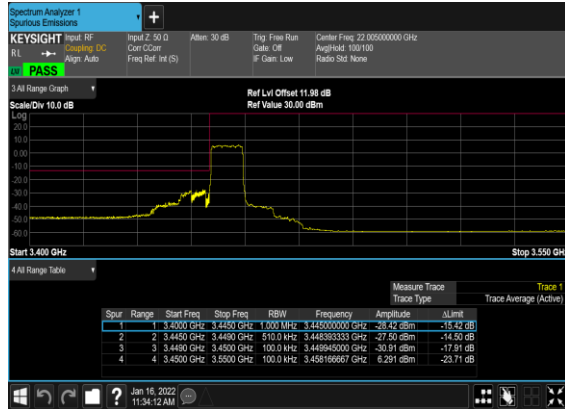 Spectrum Analyzer 1
Spurious Emissions
KEYSIGHT
RL
Input: RF
Coupling: DC
Align: Auto
Input Z: 50 Ω
Corr CCorr
Freq Ref: Int (S)
Atten: 30 dB
Trig: Free Run
Gate: Off
IF Gain: Low
Center Freq: 22.005000000 GHz
Avg|Hold: 100/100
Radio Std: None
PASS
3 All Range Graph
Scale/Div 10.0 dB
Ref Lvl Offset 11.98 dB
Ref Value 30.00 dBm
Log
20.0
10.0
0.00
-10.0
-20.0
-30.0
-40.0
-50.0
-60.0
Start 3.400 GHz
Stop 3.550 GH
4 All Range Table
Measure Trace Trace 1
Trace Type Trace Average (Active)
Spur Range Start Freq Stop Freq RBW Frequency Amplitude ΔLimit
1 1 3.4000 GHz 3.4450 GHz 1.000 MHz 3.445000000 GHz -28.42 dBm -15.42 dB
2 2 3.4450 GHz 3.4490 GHz 510.0 kHz 3.448393333 GHz -27.50 dBm -14.50 dB
3 3 3.4490 GHz 3.4500 GHz 100.0 kHz 3.449945000 GHz -30.91 dBm -17.91 dB
4 4 3.4500 GHz 3.5500 GHz 100.0 kHz 3.458166667 GHz 6.291 dBm -23.71 dB
Jan 16, 2022
11:34:12 AM